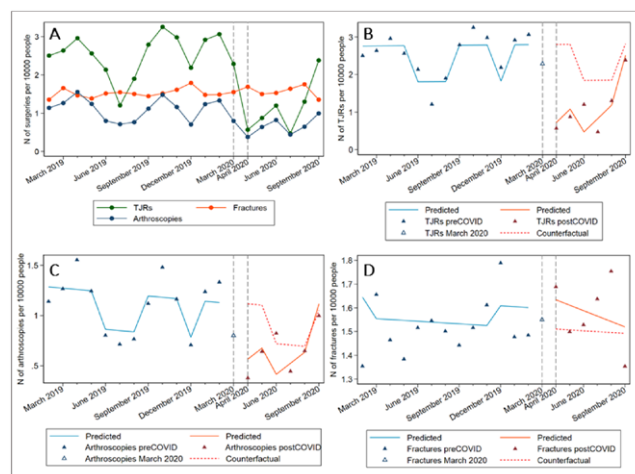 A
N of surgeries per 10000 people
3
2
1
0
March 2019
June 2019
September 2019
December 2019
March 2020
April 2020
June 2020
September 2020
TJRs
Fractures
Arthroscopies
B
N of TJRs per 10000 people
3
2
1
0
March 2019
June 2019
September 2019
December 2019
March 2020
April 2020
June 2020
September 2020
Predicted
Predicted
TJRs preCOVID
TJRs postCOVID
TJRs March 2020
Counterfactual
C
N of arthroscopies per 10000 people
1.5
1
.5
March 2019
June 2019
September 2019
December 2019
March 2020
April 2020
June 2020
September 2020
Predicted
Predicted
Arthroscopies preCOVID
Arthroscopies postCOVID
Arthroscopies March 2020
Counterfactual
D
N of fractures per 10000 people
1.8
1.7
1.6
1.5
1.4
1.3
March 2019
June 2019
September 2019
December 2019
March 2020
April 2020
June 2020
September 2020
Predicted
Predicted
Fractures preCOVID
Fractures postCOVID
Fractures March 2020
Counterfactual